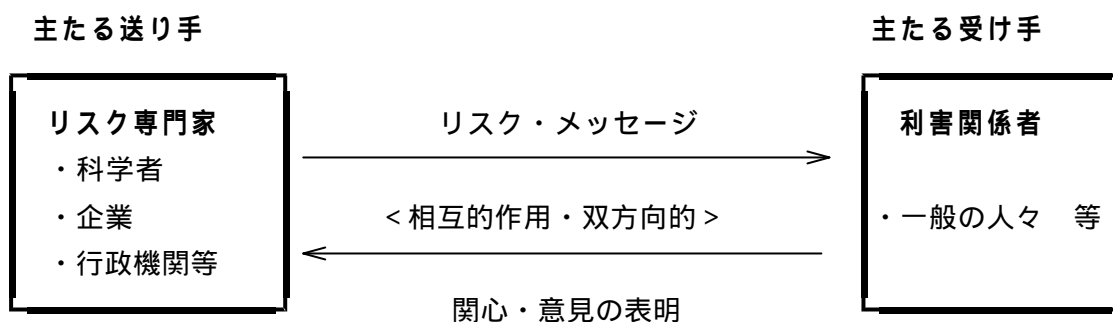 主たる送り手
主たる受け手
リスク専門家
・科学者
・企業
・行政機関等
リスク・メッセージ
<相互的作用・双方向的>
関心・意見の表明
利害関係者
・一般の人々　等